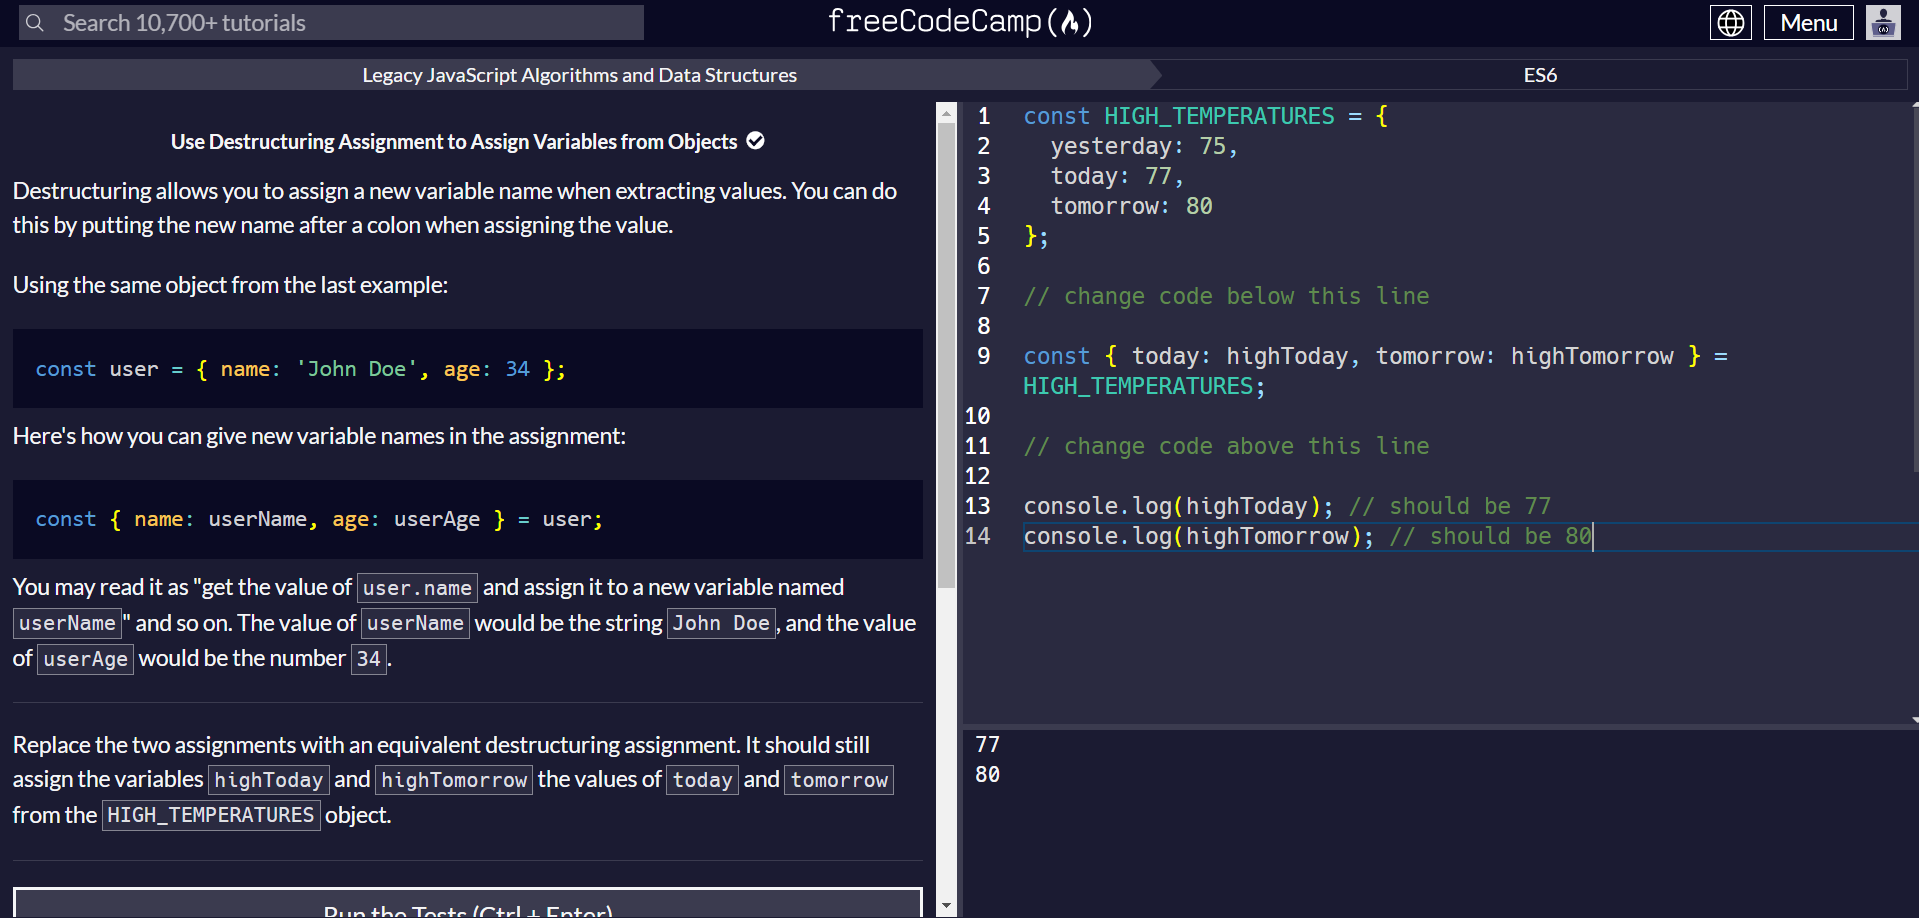 Search 10,700+ tutorials
freeCodeCamp
Menu
Legacy JavaScript Algorithms and Data Structures
ES6
Use Destructuring Assignment to Assign Variables from Objects
Destructuring allows you to assign a new variable name when extracting values. You can do
this by putting the new name after a colon when assigning the value.
Using the same object from the last example:
const user = { name: 'John Doe', age: 34 };
Here's how you can give new variable names in the assignment:
const { name: userName, age: userAge } = user;
You may read it as "get the value of user.name and assign it to a new variable named
userName" and so on. The value of userName would be the string John Doe, and the value
of userAge would be the number 34.
Replace the two assignments with an equivalent destructuring assignment. It should still
assign the variables highToday and highTomorrow the values of today and tomorrow
from the HIGH_TEMPERATURES object.
Run the Tests (Ctrl + Enter)
1 const HIGH_TEMPERATURES = {
2 yesterday: 75,
3 today: 77,
4 tomorrow: 80
5 };
6
7 // change code below this line
8
9 const { today: highToday, tomorrow: highTomorrow } =
HIGH_TEMPERATURES;
10
11 // change code above this line
12
13 console.log(highToday); // should be 77
14 console.log(highTomorrow); // should be 80
77
80